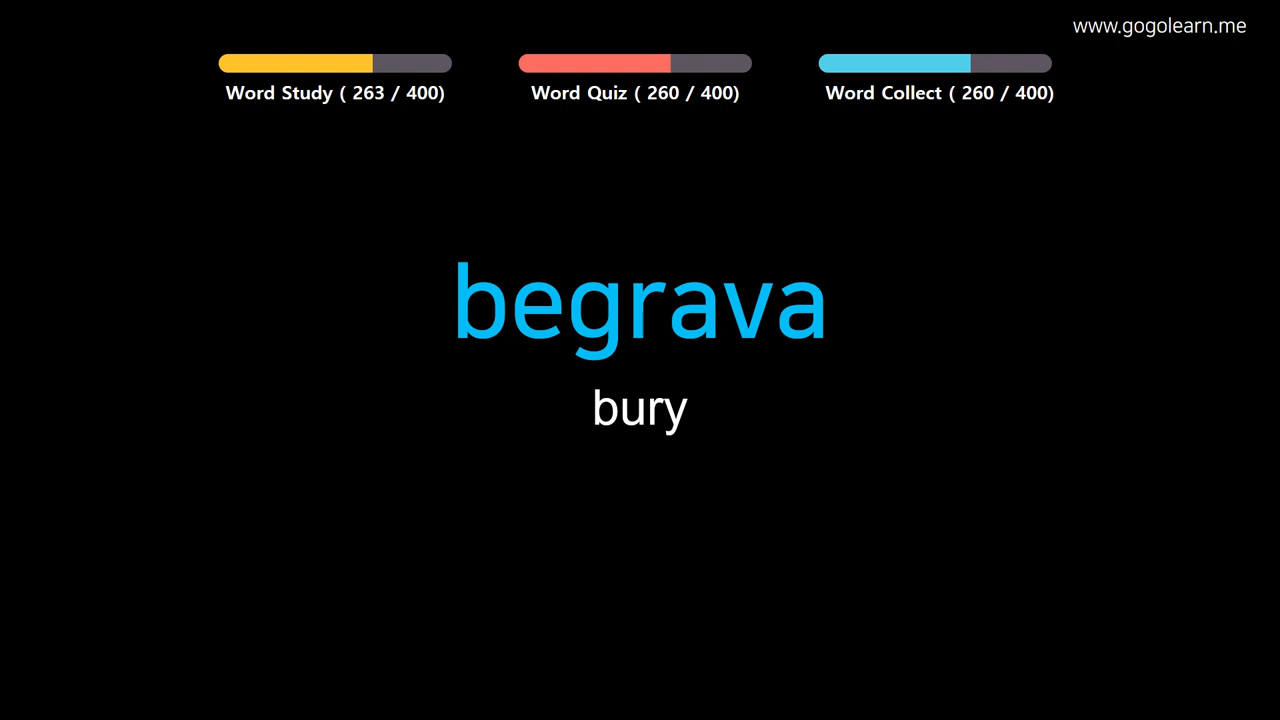 www.gogolearn.me
Word Study ( 263 / 400)
Word Quiz ( 260 / 400)
Word Collect ( 260 / 400)
begrava
bury